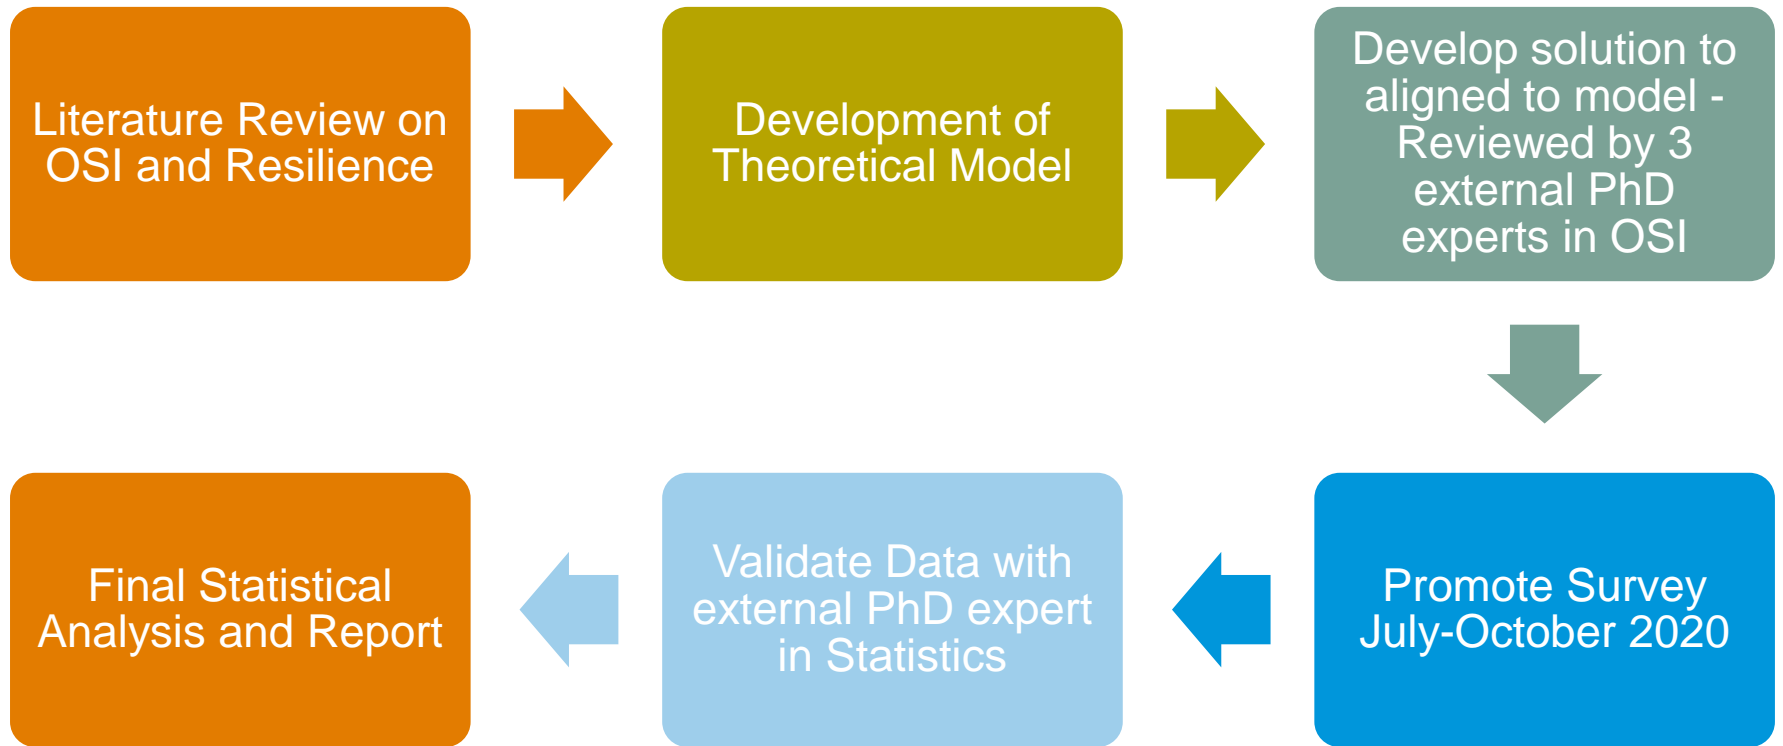 Literature Review on
OSI and Resilience
Development of
Theoretical Model
Develop solution to
aligned to model -
Reviewed by 3
external PhD
experts in OSI
Promote Survey
July-October 2020
Validate Data with
external PhD expert
in Statistics
Final Statistical
Analysis and Report